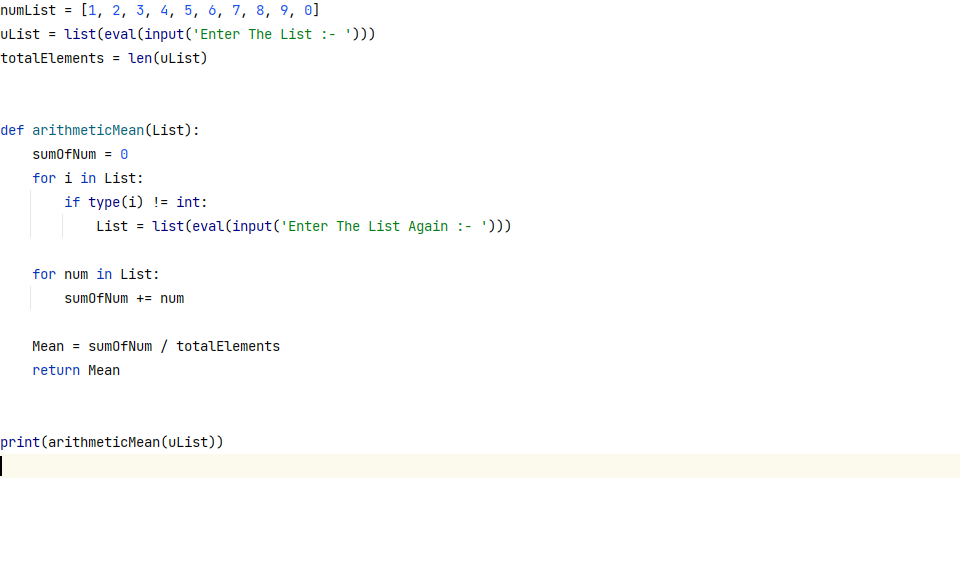 numList = [1, 2, 3, 4, 5, 6, 7, 8, 9, 0]
uList = list(eval(input('Enter The List :- ')))
totalElements = len(uList)
def arithmeticMean(List):
    sumOfNum = 0
    for i in List:
        if type(i) != int:
            List = list(eval(input('Enter The List Again :- ')))
    for num in List:
        sumOfNum += num
    Mean = sumOfNum / totalElements
    return Mean
print(arithmeticMean(uList))